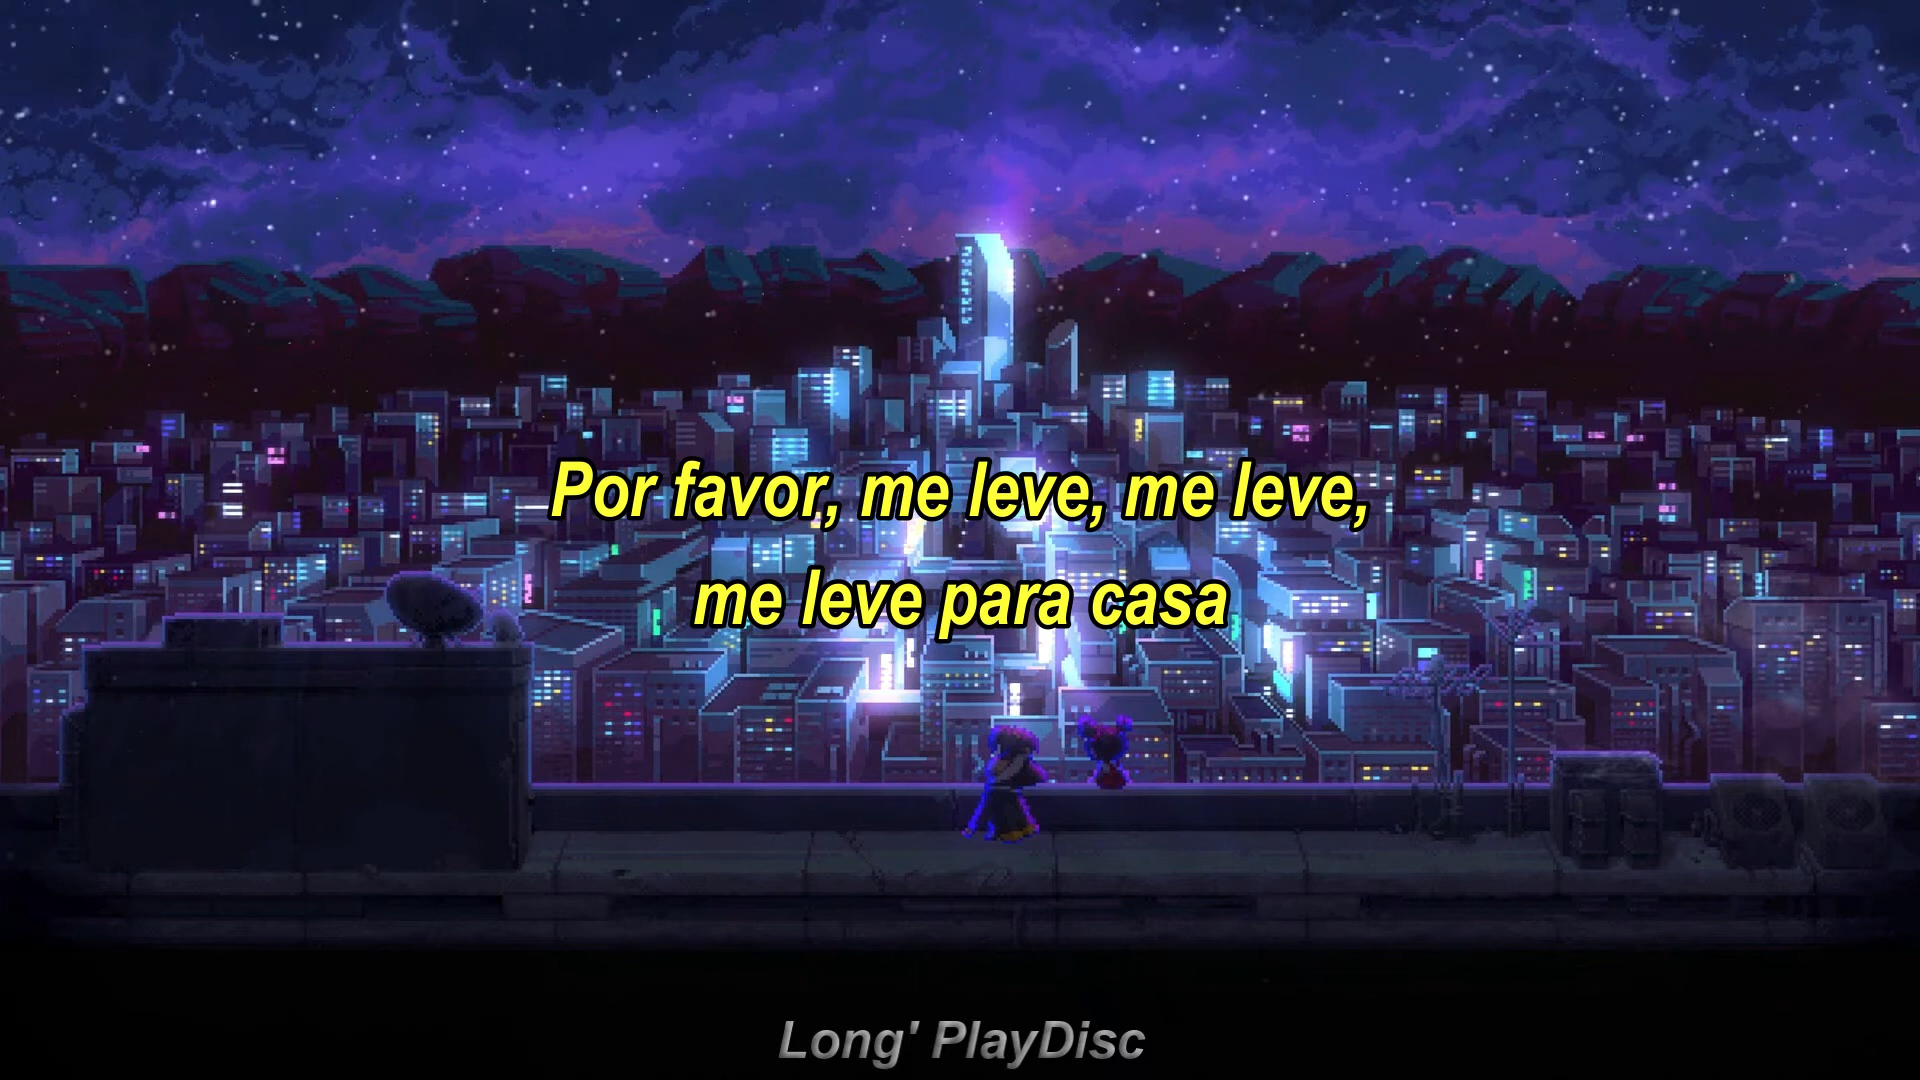 Por favor, me leve, me leve,
me leve para casa
Long' PlayDisc